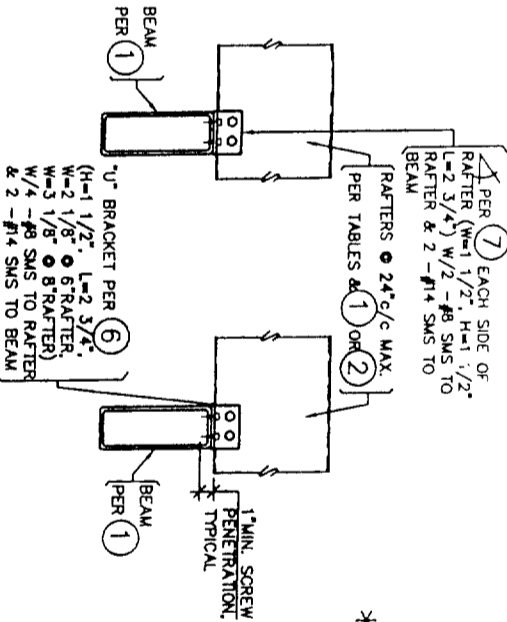 ∠ PER 7 EACH SIDE OF
RAFTER (W=1 1/2", H=1 1/2"
L=2 3/4") W/2 -#8 SMS TO
RAFTER & 2 -#14 SMS TO
BEAM
RAFTERS @ 24"c/c MAX.
PER TABLES & 1 OR 2
BEAM
PER 1
"U" BRACKET PER 6
(H=1 1/2", L=2 3/4",
W=2 1/8" @ 6"RAFTER,
W=3 1/8" @ 8"RAFTER)
W/4 -#8 SMS TO RAFTER
& 2 -#14 SMS TO BEAM
BEAM
PER 1
1"MIN. SCREW
PENETRATION,
TYPICAL
*